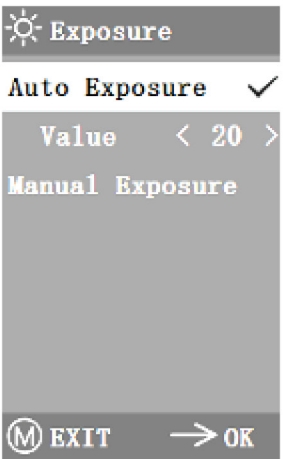 Exposure
Auto Exposure
Value < 20 >
Manual Exposure
M EXIT → OK